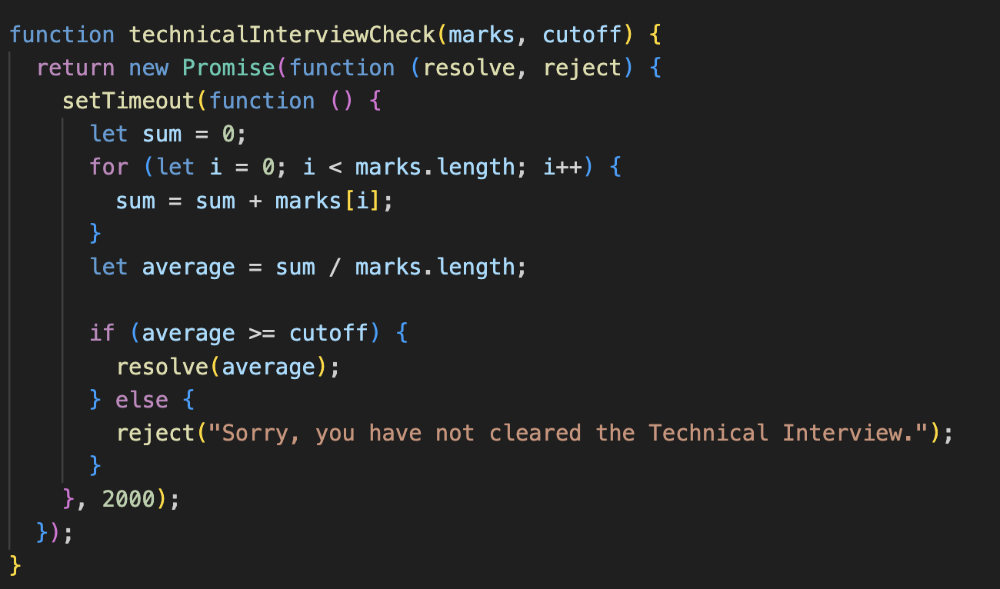 function technicalInterviewCheck(marks, cutoff) {
  return new Promise(function (resolve, reject) {
    setTimeout(function () {
      let sum = 0;
      for (let i = 0; i < marks.length; i++) {
        sum = sum + marks[i];
      }
      let average = sum / marks.length;

      if (average >= cutoff) {
        resolve(average);
      } else {
        reject("Sorry, you have not cleared the Technical Interview.");
      }
    }, 2000);
  });
}